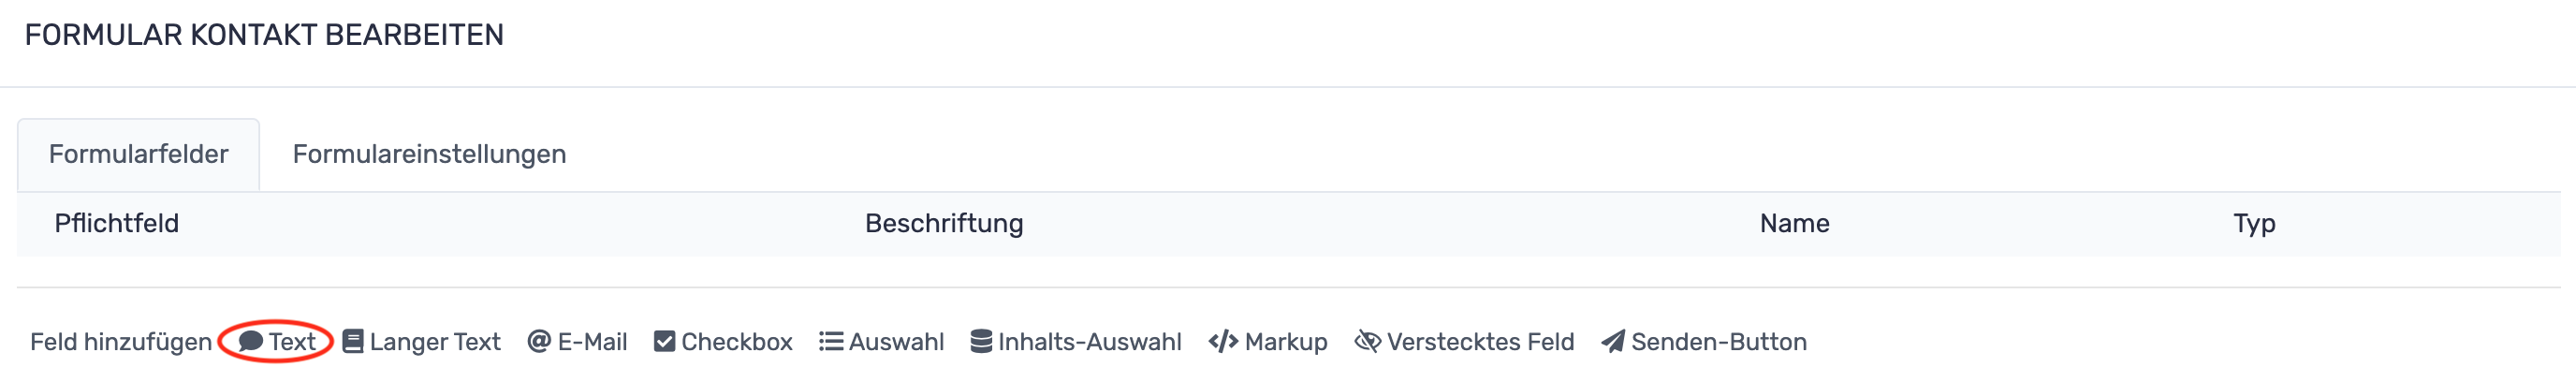 FORMULAR KONTAKT BEARBEITEN
Formularfelder Formulareinstellungen
Pflichtfeld Beschriftung Name Typ
Feld hinzufügen Text Langer Text E-Mail Checkbox Auswahl Inhalts-Auswahl Markup Verstecktes Feld Senden-Button